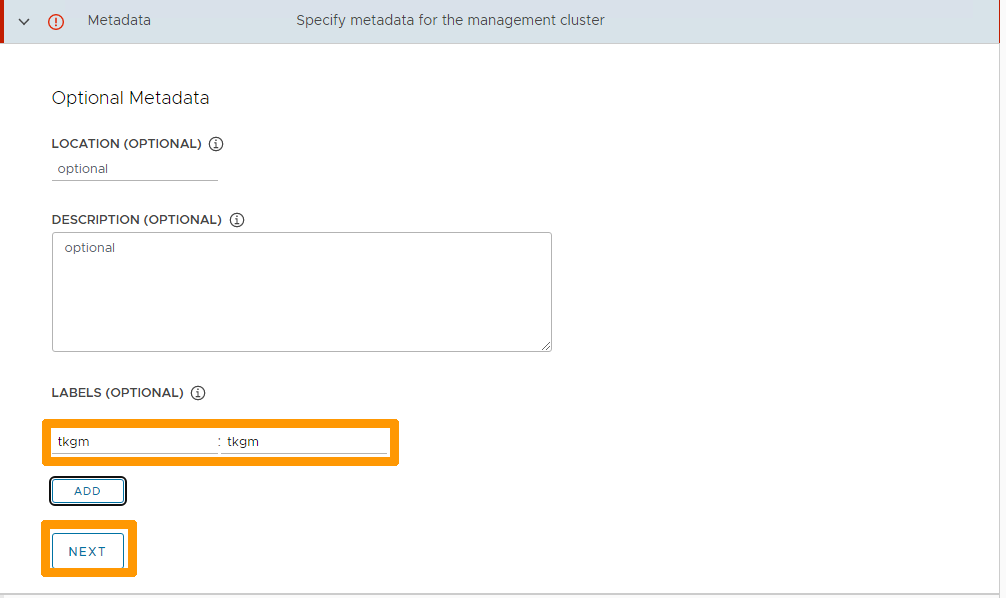 Metadata Specify metadata for the management cluster
Optional Metadata
LOCATION (OPTIONAL)
optional
DESCRIPTION (OPTIONAL)
optional
LABELS (OPTIONAL)
tkgm : tkgm
ADD
NEXT